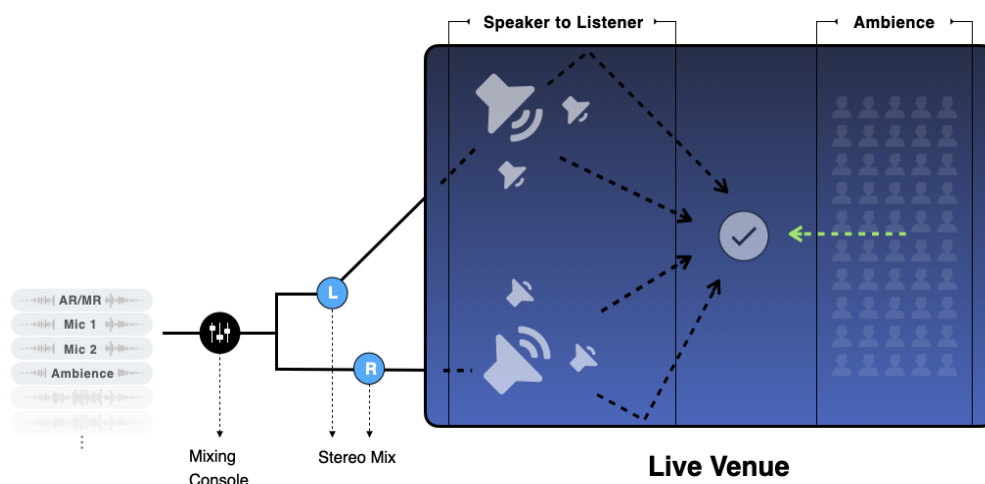 Speaker to Listener
Ambience
AR/MR
Mic 1
Mic 2
Ambience
L
R
Mixing
Console
Stereo Mix
Live Venue